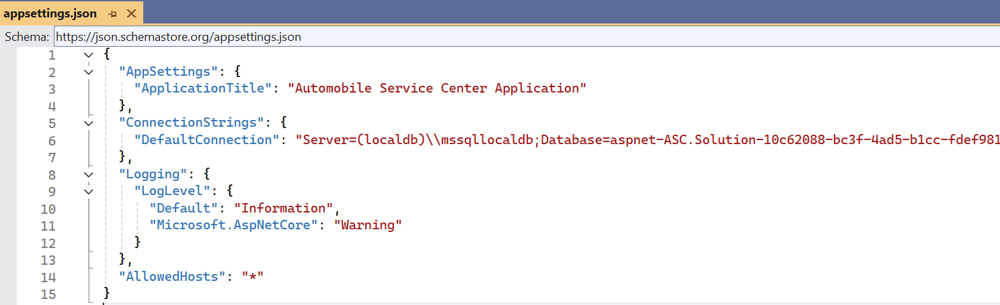 appsettings.json
Schema: https://json.schemastore.org/appsettings.json
1 {
2 "AppSettings": {
3 "ApplicationTitle": "Automobile Service Center Application"
4 },
5 "ConnectionStrings": {
6 "DefaultConnection": "Server=(localdb)\\mssqllocaldb;Database=aspnet-ASC.Solution-10c62088-bc3f-4ad5-b1cc-fdef981
7 },
8 "Logging": {
9 "LogLevel": {
10 "Default": "Information",
11 "Microsoft.AspNetCore": "Warning"
12 }
13 },
14 "AllowedHosts": "*"
15 }